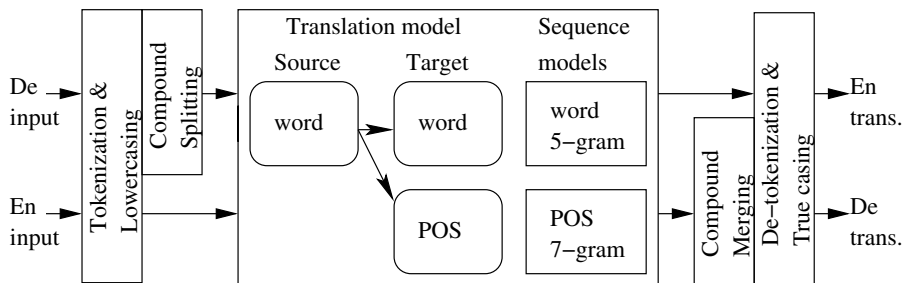 De
input
En
input
Tokenization &
Lowercasing
Compound
Splitting
Translation model
Source
Target
word
word
POS
Sequence
models
word
5−gram
POS
7−gram
Compound
Merging
De−tokenization &
True casing
En
trans.
De
trans.